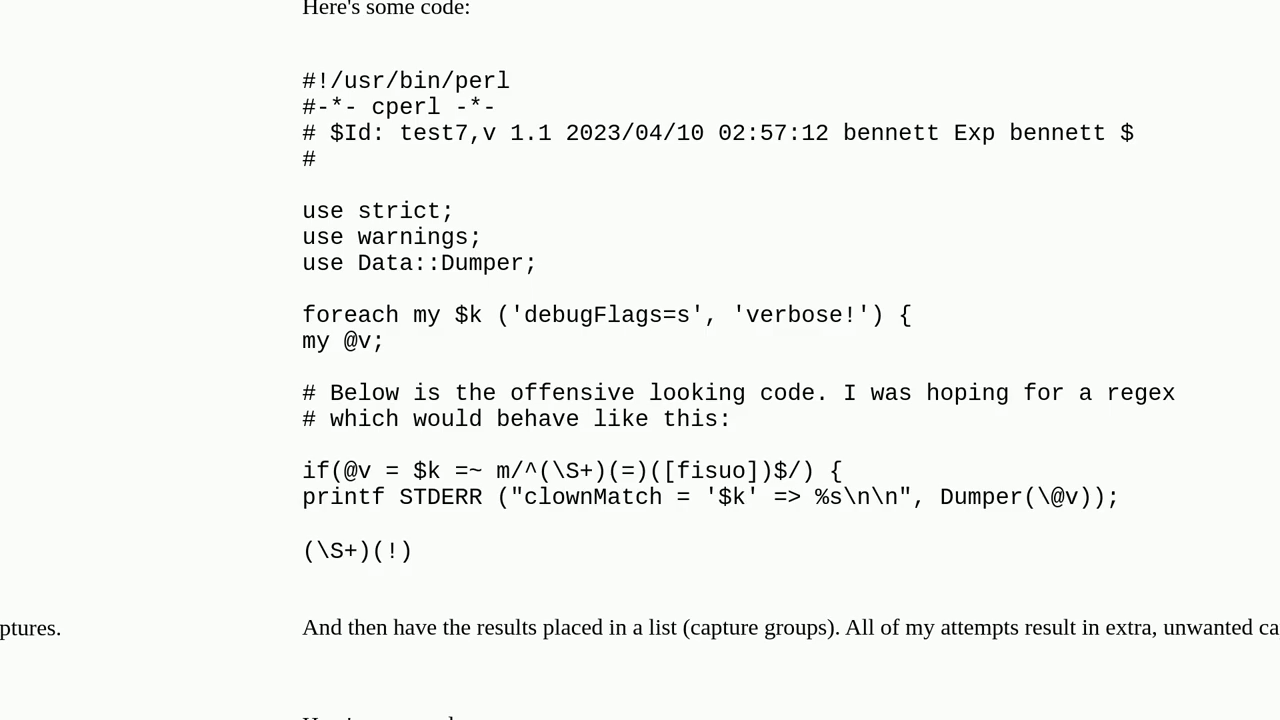 Here's some code:
#!/usr/bin/perl
#-*- cperl -*-
# $Id: test7,v 1.1 2023/04/10 02:57:12 bennett Exp bennett $
#
use strict;
use warnings;
use Data::Dumper;
foreach my $k ('debugFlags=s', 'verbose!') {
my @v;
# Below is the offensive looking code. I was hoping for a regex
# which would behave like this:
if(@v = $k =~ m/^(\S+)(=)([fisuo])$/) {
printf STDERR ("clownMatch = '$k' => %s\n\n", Dumper(\@v));
(\S+)(!)
ptures.
And then have the results placed in a list (capture groups). All of my attempts result in extra, unwanted ca